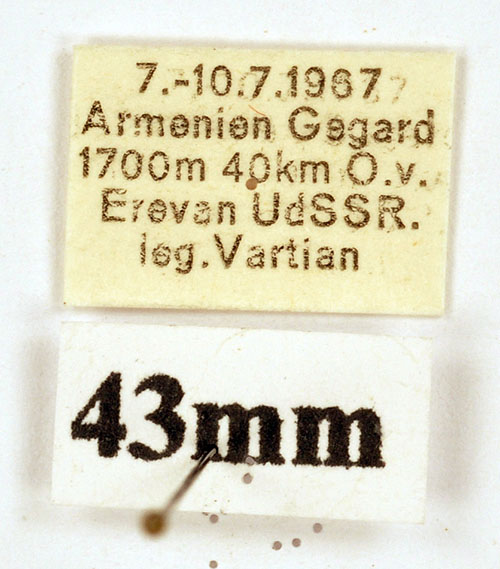 7.-10.7.1967
Armenien Gegard
1700m 40km O.v.
Erevan UdSSR.
leg.Vartian
43mm